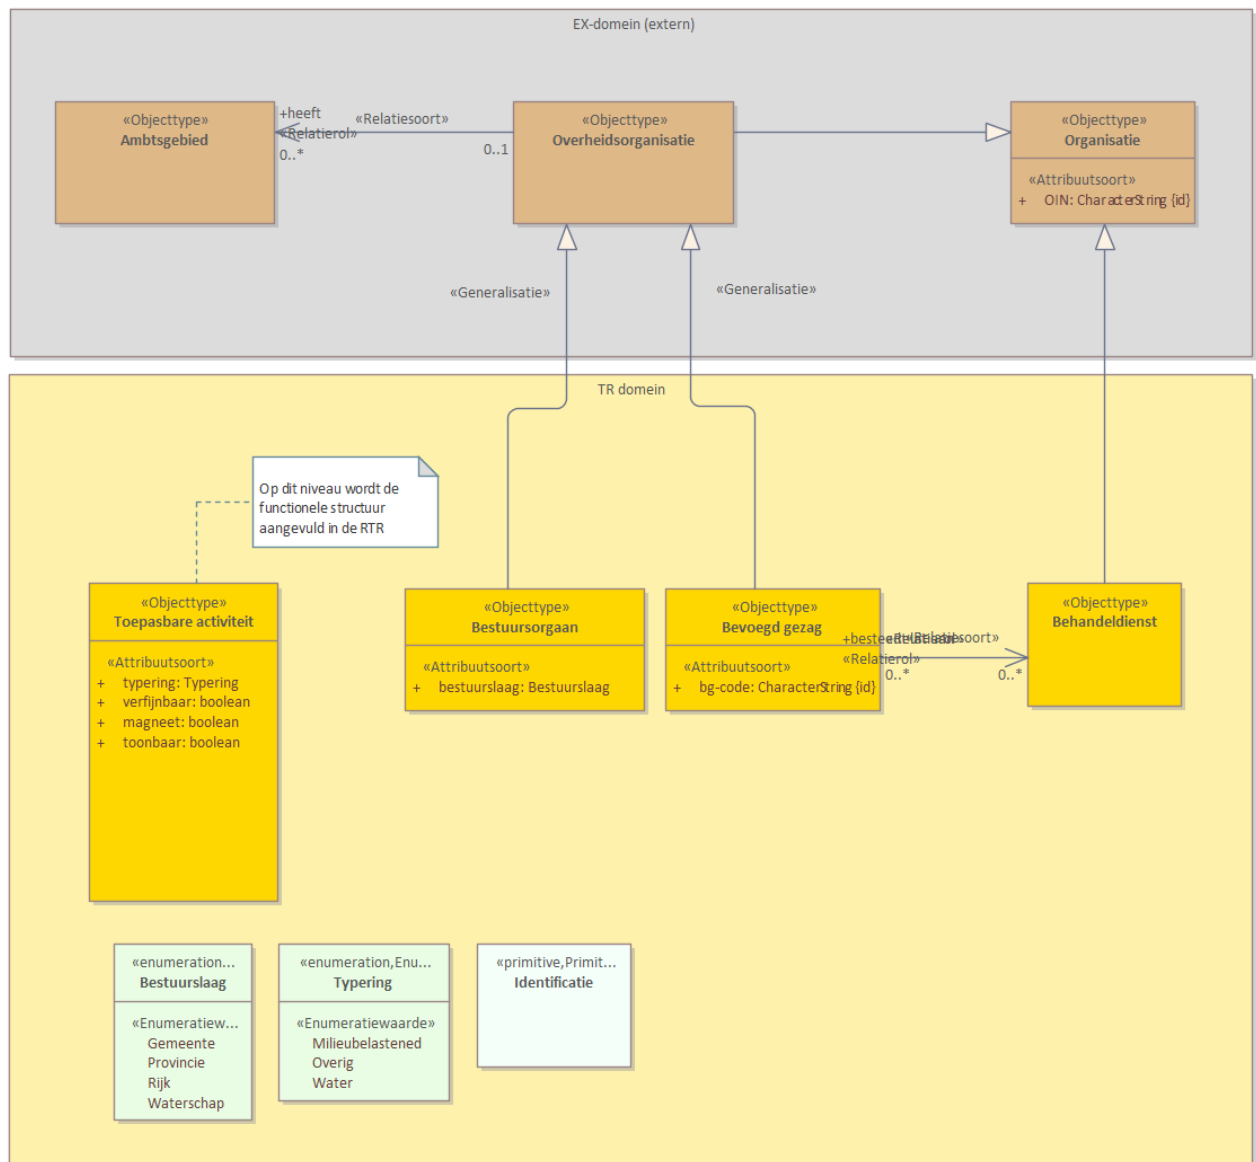 EX-domein (extern)
«Objecttype»
Ambtsgebied
+heeft
«Relatiesoort»
«Relatierol»
0..*
0..1
«Objecttype»
Overheidsorganisatie
«Objecttype»
Organisatie
«Attribuutsoort»
+ OIN: CharacterString {id}
«Generalisatie»
«Generalisatie»
TR domein
Op dit niveau wordt de
functionele structuur
aangevuld in de RTR
«Objecttype»
Toepasbare activiteit
«Attribuutsoort»
+ typering: Typering
+ verfijnbaar: boolean
+ magneet: boolean
+ toonbaar: boolean
«Objecttype»
Bestuursorgaan
«Attribuutsoort»
+ bestuurslaag: Bestuurslaag
«Objecttype»
Bevoegd gezag
«Attribuutsoort»
+ bg-code: CharacterString {id}
«Relatierol»
0..*
0..*
«Objecttype»
Behandeldienst
«enumeration...
Bestuurslaag
«Enumeratiew...
Gemeente
Provincie
Rijk
Waterschap
«enumeration,Enu...
Typering
«Enumeratiewaarde»
Milieubelastened
Overig
Water
«primitive,Primit...
Identificatie